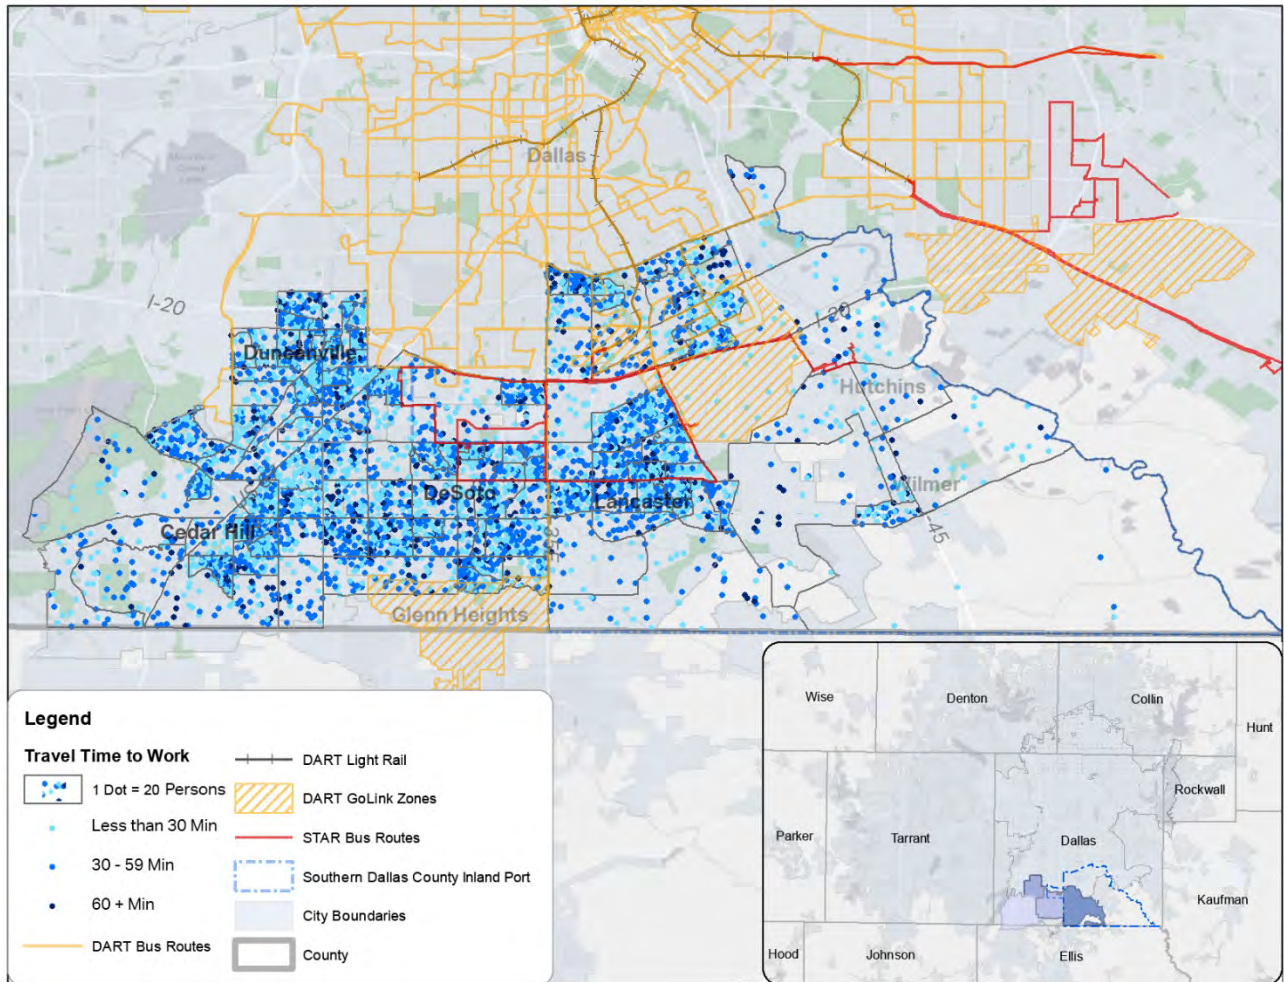 Dallas
I-20
I-20
Duncanville
Hutchins
DeSoto
Wilmer
Lancaster
Cedar Hill
35E
-45
Glenn Heights
Legend
Travel Time to Work
1 Dot = 20 Persons
Less than 30 Min
30 - 59 Min
60 + Min
DART Bus Routes
DART Light Rail
DART GoLink Zones
STAR Bus Routes
Southern Dallas County Inland Port
City Boundaries
County
Wise
Denton
Collin
Hunt
Rockwall
Parker
Tarrant
Dallas
Kaufman
Hood
Johnson
Ellis